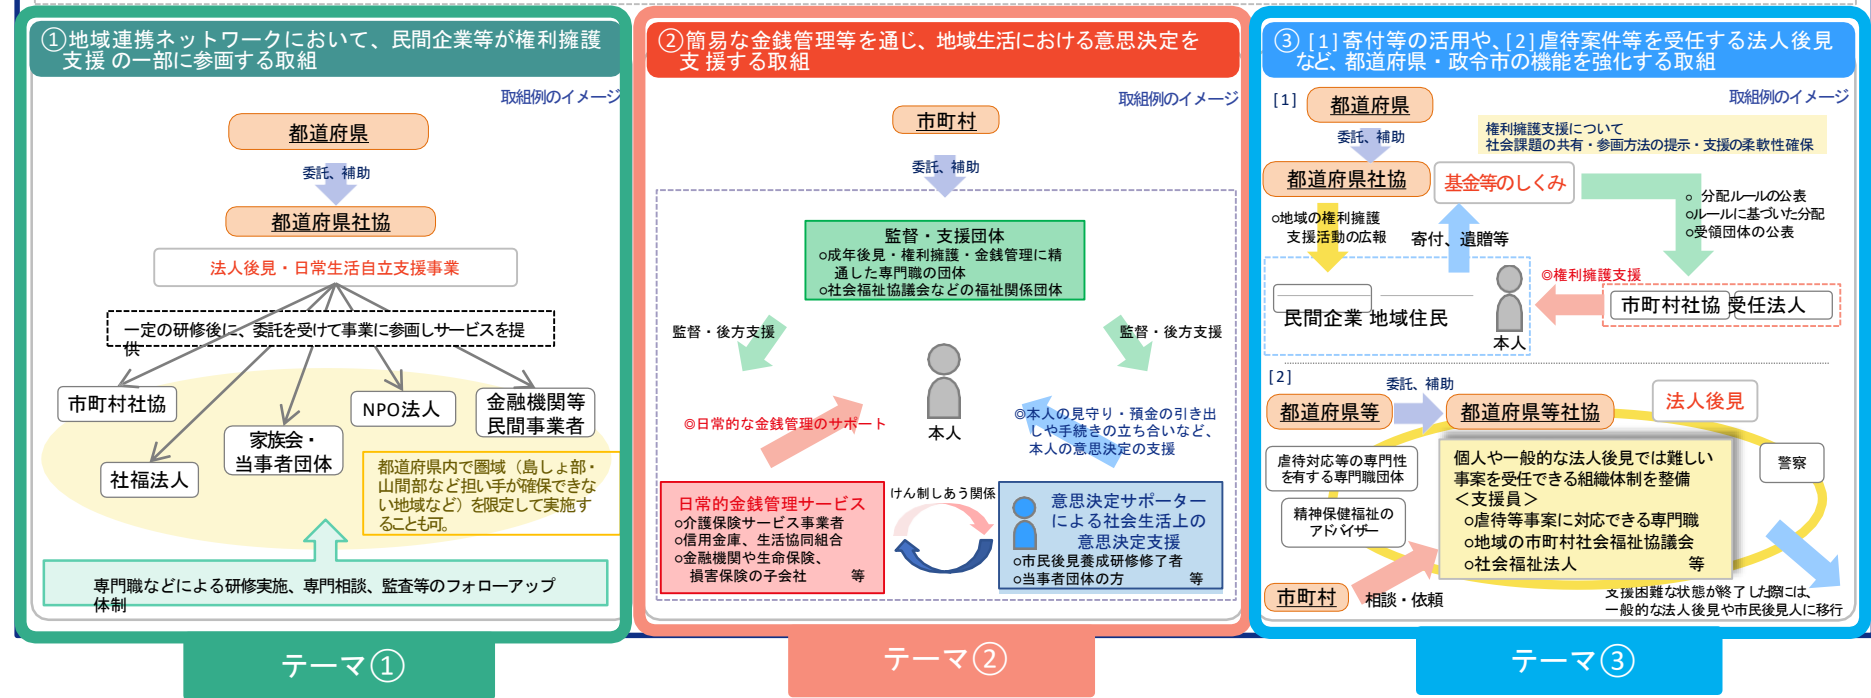 ①地域連携ネットワークにおいて、民間企業等が権利擁護
支援 の一部に参画する取組
取組例のイメージ
都道府県
委託、補助
都道府県社協
法人後見・日常生活自立支援事業
一定の研修後に、委託を受けて事業に参画しサービスを提
供
市町村社協
社福法人
家族会・
当事者団体
NPO法人
金融機関等
民間事業者
都道府県内で圏域（島しょ部・
山間部など担い手が確保できな
い地域など）を限定して実施す
ることも可。
専門職などによる研修実施、専門相談、監査等のフォローアップ
体制
テーマ①
②簡易な金銭管理等を通じ、地域生活における意思決定を
支 援する取組
取組例のイメージ
市町村
委託、補助
監督・支援団体
○成年後見・権利擁護・金銭管理に精
通した専門職の団体
○社会福祉協議会などの福祉関係団体
監督・後方支援
監督・後方支援
本人
◎日常的な金銭管理のサポート
◎本人の見守り・預金の引き出
しや手続きの立ち合いなど、
本人の意思決定の支援
日常的金銭管理サービス
○介護保険サービス事業者
○信用金庫、生活協同組合
○金融機関や生命保険、
損害保険の子会社 等
けん制しあう関係
意思決定サポーター
による社会生活上の
意思決定支援
○市民後見養成研修修了者
○当事者団体の方 等
テーマ②
③ [1]寄付等の活用や、[2]虐待案件等を受任する法人後見
など、都道府県・政令市の機能を強化する取組
取組例のイメージ
[1]
都道府県
委託、補助
権利擁護支援について
社会課題の共有・参画方法の提示・支援の柔軟性確保
都道府県社協
基金等のしくみ
○ 分配ルールの公表
○ルールに基づいた分配
○受領団体の公表
○地域の権利擁護
支援活動の広報
寄付、遺贈等
◎権利擁護支援
民間企業 地域住民
本人
市町村社協 受任法人
[2]
委託、補助
都道府県等
都道府県等社協
法人後見
虐待対応等の専門性
を有する専門職団体
精神保健福祉の
アドバイザー
個人や一般的な法人後見では難しい
事案を受任できる組織体制を整備
＜支援員＞
○虐待等事案に対応できる専門職
○地域の市町村社会福祉協議会
○社会福祉法人 等
警察
市町村
相談・依頼
支援困難な状態が終了した際には、
一般的な法人後見や市民後見人に移行
テーマ③